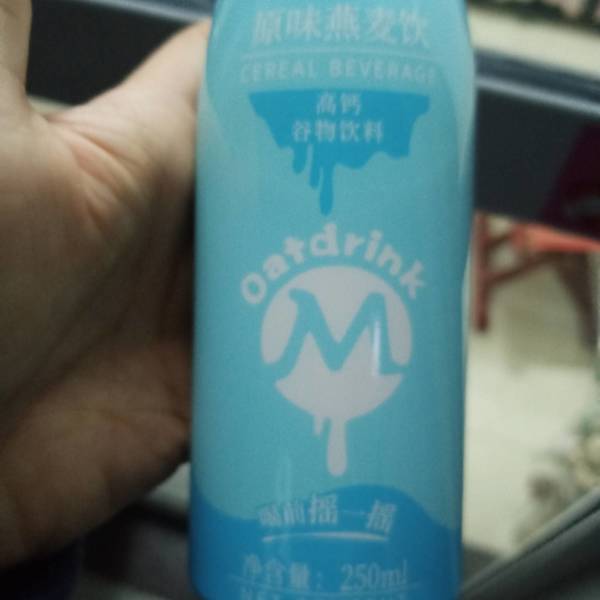 原味燕麦饮
CEREAL BEVERAGE
高钙
谷物饮料
Oatdrink
M
喝前摇一摇
净含量：250ml